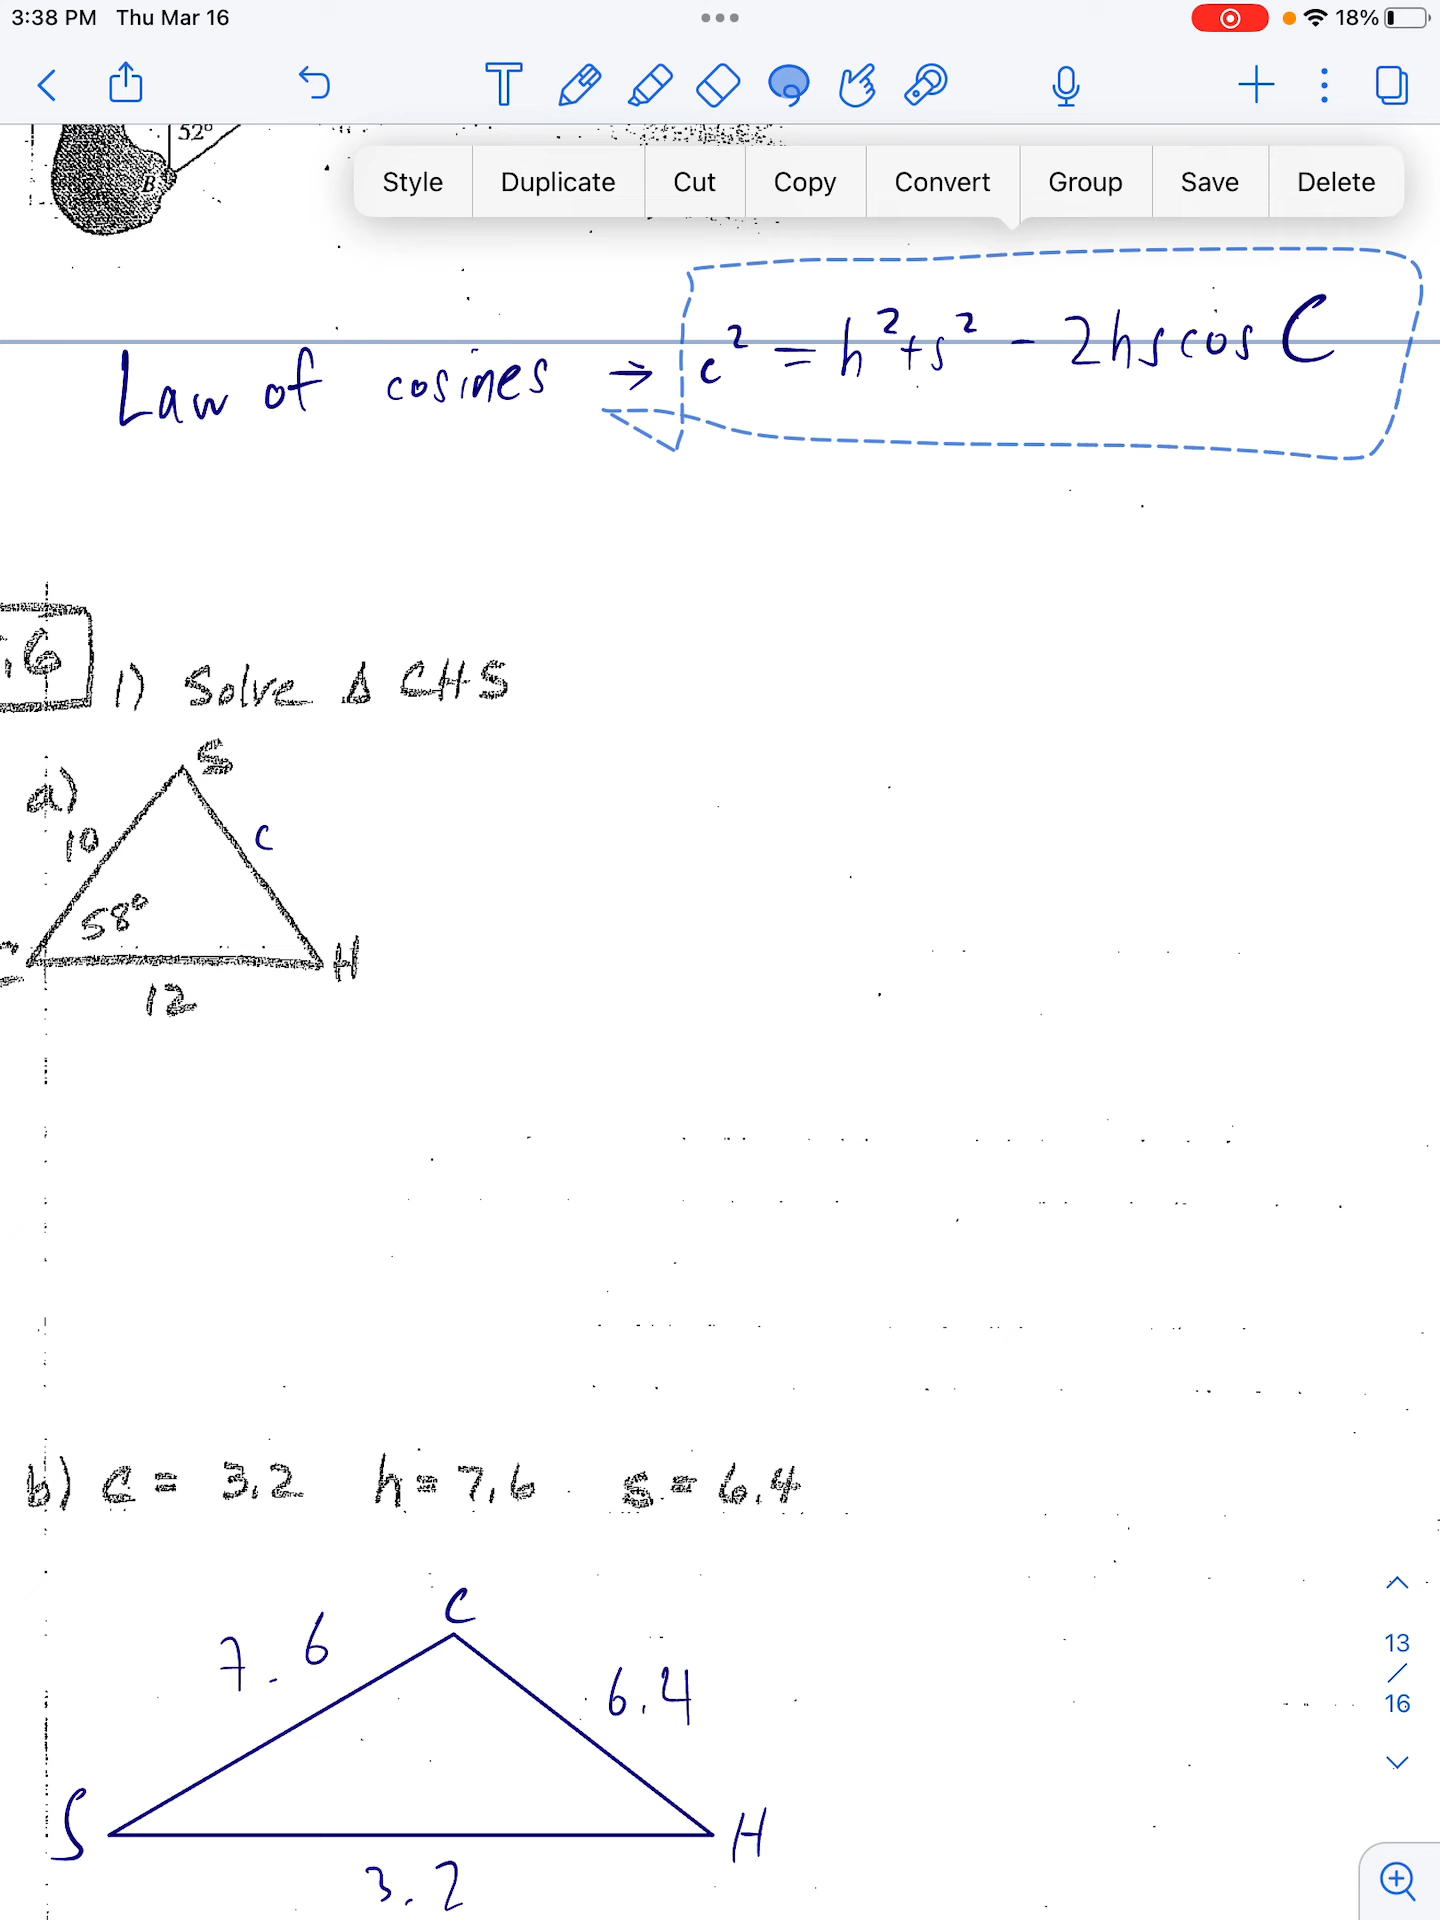 3:38 PM Thu Mar 16
18%
T
52°
B
Style Duplicate Cut Copy Convert Group Save Delete
Law of cosines → c² = h² + s² - 2hs cos C
.6
1) Solve Δ CHS
a)
S
10
c
58°
H
12
b) c = 3.2 h = 7.6 s = 6.4
C
7.6
6.4
13
/
16
S
H
3.2